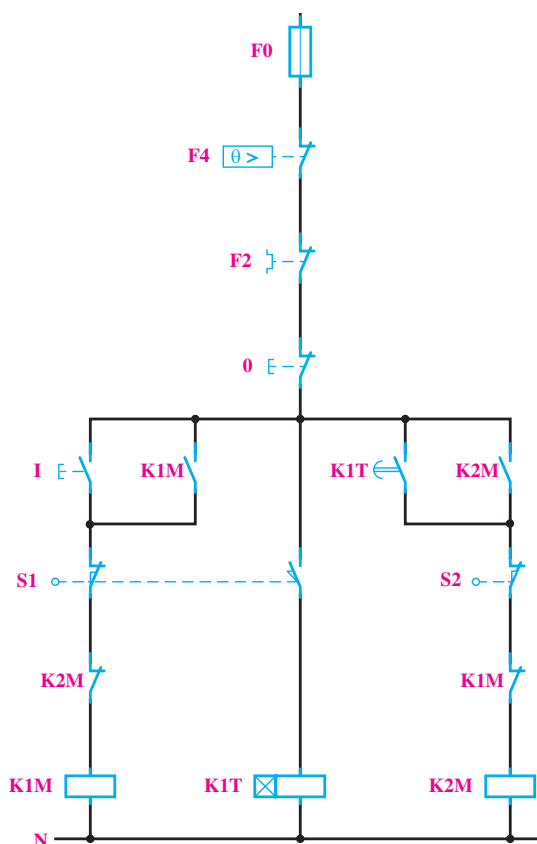 F0
F4 θ >
F2
0
I K1M K1T K2M
S1 S2
K2M K1M
K1M K1T K2M
N